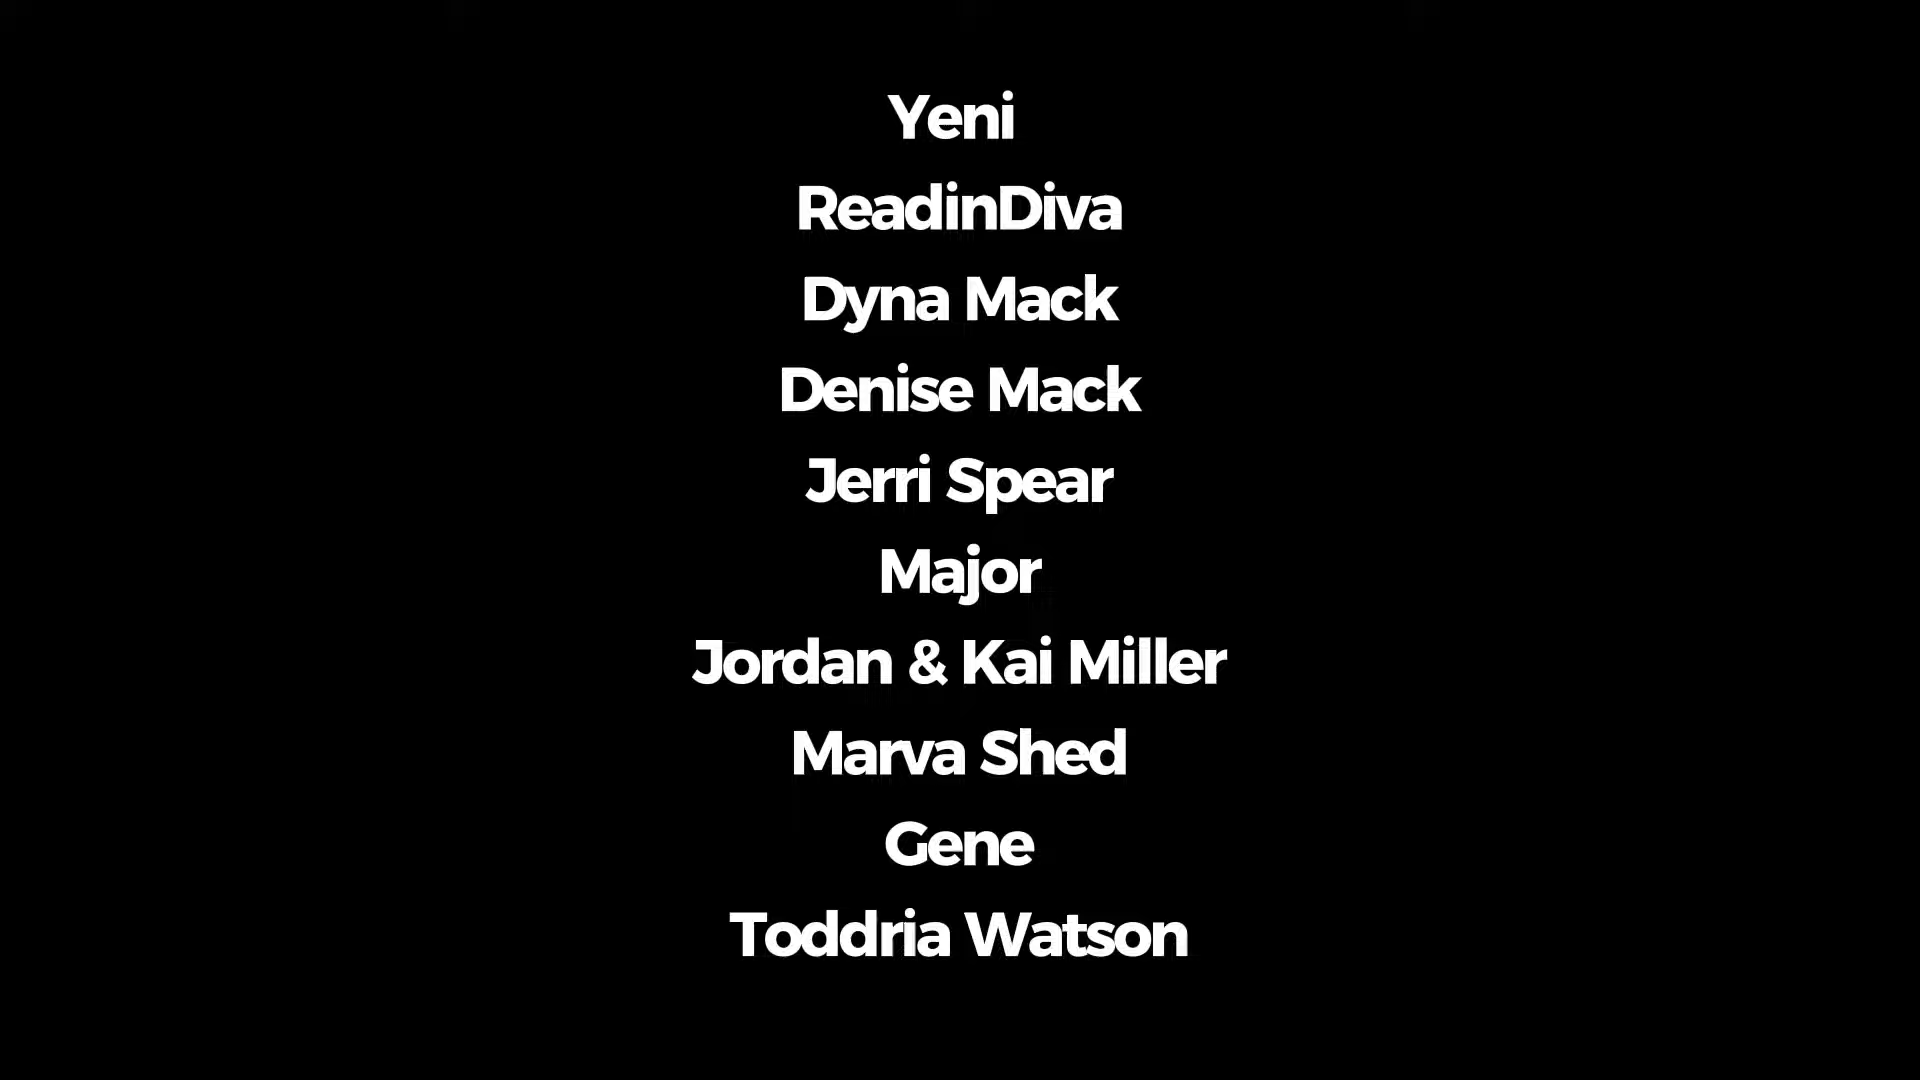 Yeni
ReadinDiva
Dyna Mack
Denise Mack
Jerri Spear
Major
Jordan & Kai Miller
Marva Shed
Gene
Toddria Watson